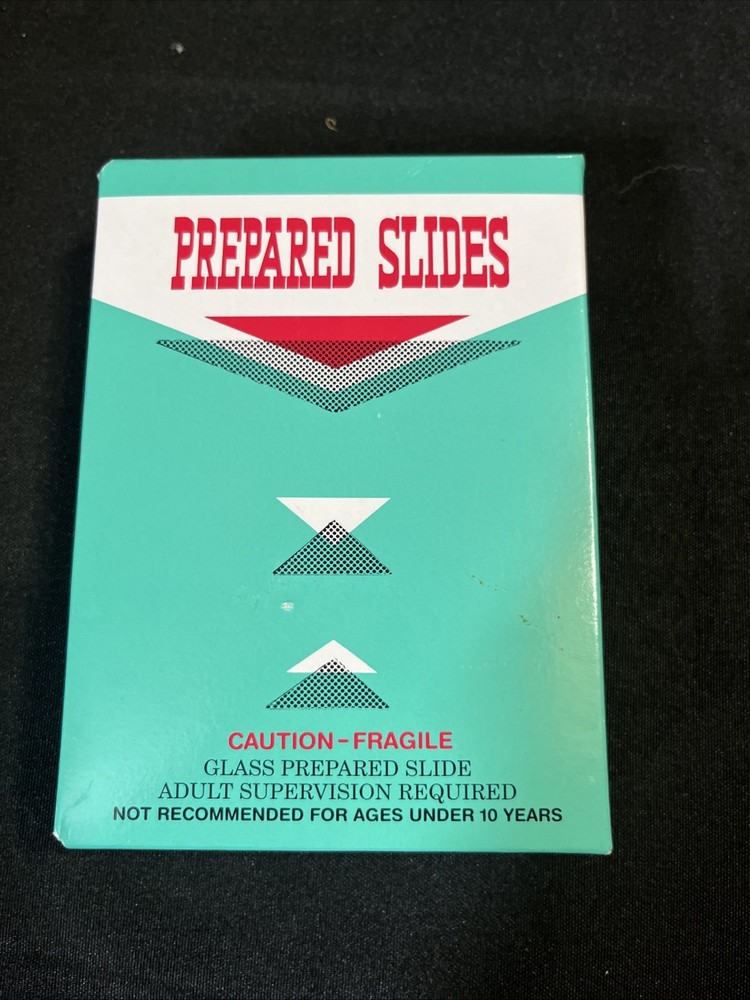 PREPARED SLIDES
CAUTION-FRAGILE
GLASS PREPARED SLIDE
ADULT SUPERVISION REQUIRED
NOT RECOMMENDED FOR AGES UNDER 10 YEARS